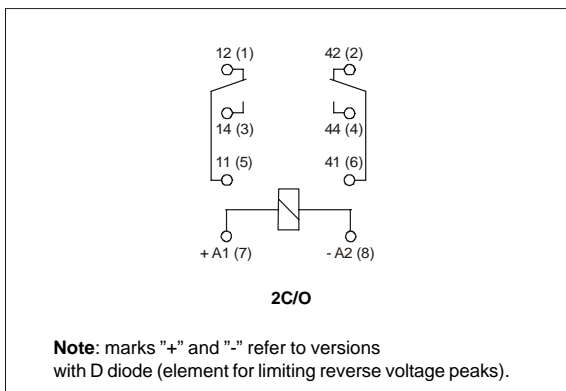 12 (1) 42 (2)
14 (3) 44 (4)
11 (5) 41 (6)
+ A1 (7) - A2 (8)
2C/O
Note: marks ”+” and ”-” refer to versions
with D diode (element for limiting reverse voltage peaks).